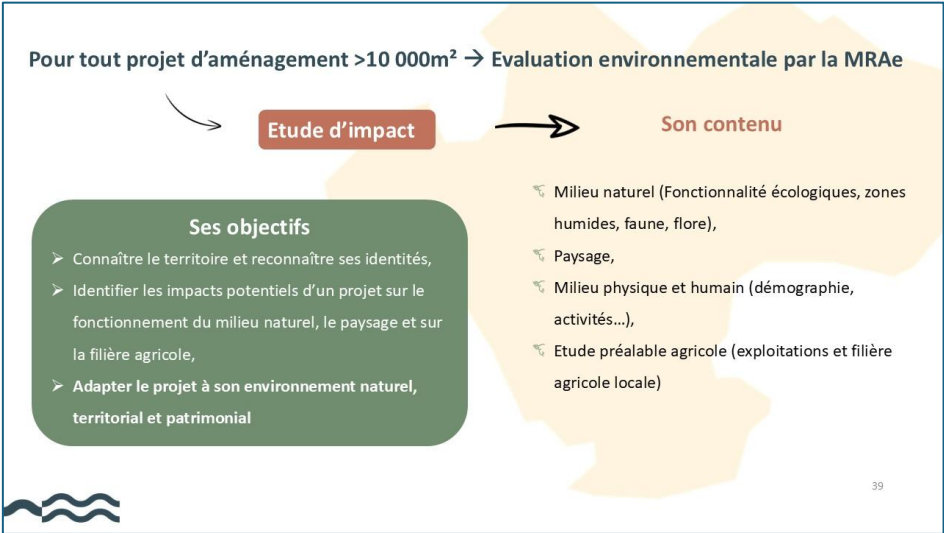 Pour tout projet d’aménagement >10 000m² → Evaluation environnementale par la MRAe
Etude d’impact
Son contenu
Ses objectifs
Connaître le territoire et reconnaître ses identités,
Identifier les impacts potentiels d’un projet sur le
fonctionnement du milieu naturel, le paysage et sur
la filière agricole,
Adapter le projet à son environnement naturel,
territorial et patrimonial
Milieu naturel (Fonctionnalité écologiques, zones
humides, faune, flore),
Paysage,
Milieu physique et humain (démographie,
activités…),
Etude préalable agricole (exploitations et filière
agricole locale)
39